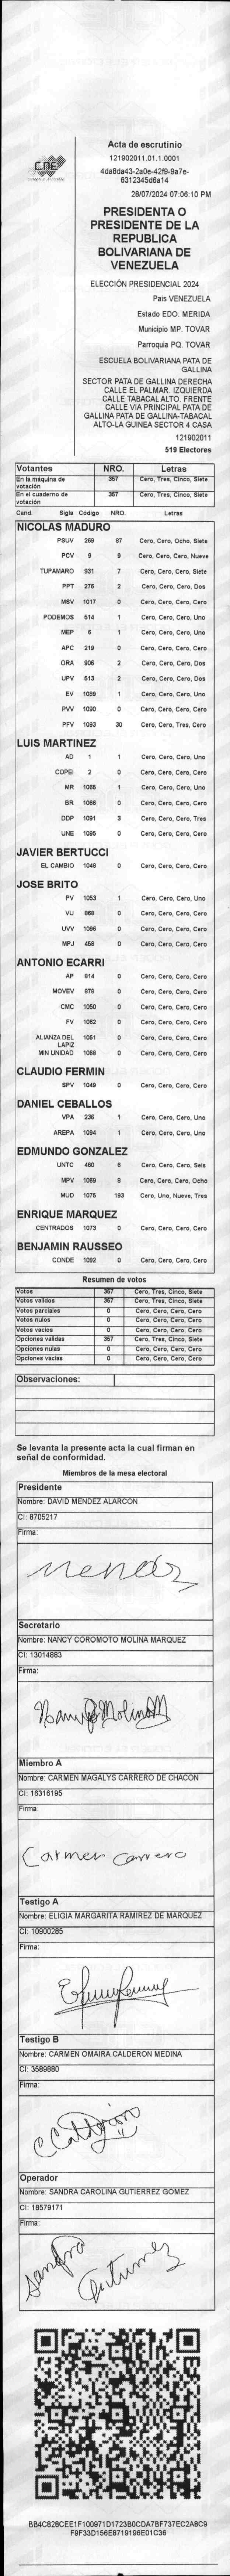 CNE
Acta de escrutinio
121902011.01.1.0001
4da8da43-2a0e-42f9-9a7e-
6312345d6a14
28/07/2024 07:06:10 PM
PRESIDENTA O
PRESIDENTE DE LA
REPUBLICA
BOLIVARIANA DE
VENEZUELA
ELECCIÓN PRESIDENCIAL 2024
Pais VENEZUELA
Estado EDO. MERIDA
Municipio MP. TOVAR
Parroquia PQ. TOVAR
ESCUELA BOLIVARIANA PATA DE
GALLINA
SECTOR PATA DE GALLINA DERECHA
CALLE EL PALMAR. IZQUIERDA
CALLE TABACAL ALTO. FRENTE
CALLE VIA PRINCIPAL PATA DE
GALLINA PATA DE GALLINA-TABACAL
ALTO-LA GUINEA SECTOR 4 CASA
121902011
519 Electores
Votantes NRO. Letras
En la máquina de votación 357 Cero, Tres, Cinco, Siete
En el cuaderno de votación 357 Cero, Tres, Cinco, Siete
Cand. Sigla Código NRO. Letras
NICOLAS MADURO
PSUV 269 87 Cero, Cero, Ocho, Siete
PCV 9 9 Cero, Cero, Cero, Nueve
TUPAMARO 931 7 Cero, Cero, Cero, Siete
PPT 276 2 Cero, Cero, Cero, Dos
MSV 1017 0 Cero, Cero, Cero, Cero
PODEMOS 514 1 Cero, Cero, Cero, Uno
MEP 6 1 Cero, Cero, Cero, Uno
APC 219 0 Cero, Cero, Cero, Cero
ORA 906 2 Cero, Cero, Cero, Dos
UPV 513 2 Cero, Cero, Cero, Dos
EV 1089 1 Cero, Cero, Cero, Uno
PVV 1090 0 Cero, Cero, Cero, Cero
PFV 1093 30 Cero, Cero, Tres, Cero
LUIS MARTINEZ
AD 1 1 Cero, Cero, Cero, Uno
COPEI 2 0 Cero, Cero, Cero, Cero
MR 1065 1 Cero, Cero, Cero, Uno
BR 1066 0 Cero, Cero, Cero, Cero
DDP 1091 3 Cero, Cero, Cero, Tres
UNE 1095 0 Cero, Cero, Cero, Cero
JAVIER BERTUCCI
EL CAMBIO 1048 0 Cero, Cero, Cero, Cero
JOSE BRITO
PV 1053 1 Cero, Cero, Cero, Uno
VU 969 0 Cero, Cero, Cero, Cero
UVV 1096 0 Cero, Cero, Cero, Cero
MPJ 458 0 Cero, Cero, Cero, Cero
ANTONIO ECARRI
AP 914 0 Cero, Cero, Cero, Cero
MOVEV 879 0 Cero, Cero, Cero, Cero
CMC 1050 0 Cero, Cero, Cero, Cero
FV 1062 0 Cero, Cero, Cero, Cero
ALIANZA DEL LAPIZ 1061 0 Cero, Cero, Cero, Cero
MIN UNIDAD 1068 0 Cero, Cero, Cero, Cero
CLAUDIO FERMIN
SPV 1049 0 Cero, Cero, Cero, Cero
DANIEL CEBALLOS
VPA 236 1 Cero, Cero, Cero, Uno
AREPA 1094 1 Cero, Cero, Cero, Uno
EDMUNDO GONZALEZ
UNTC 460 6 Cero, Cero, Cero, Seis
MPV 1069 8 Cero, Cero, Cero, Ocho
MUD 1075 193 Cero, Uno, Nueve, Tres
ENRIQUE MARQUEZ
CENTRADOS 1073 0 Cero, Cero, Cero, Cero
BENJAMIN RAUSSEO
CONDE 1092 0 Cero, Cero, Cero, Cero
Resumen de votos
Votos 357 Cero, Tres, Cinco, Siete
Votos validos 357 Cero, Tres, Cinco, Siete
Votos parciales 0 Cero, Cero, Cero, Cero
Votos nulos 0 Cero, Cero, Cero, Cero
Votos vacios 0 Cero, Cero, Cero, Cero
Opciones validas 357 Cero, Tres, Cinco, Siete
Opciones nulas 0 Cero, Cero, Cero, Cero
Opciones vacias 0 Cero, Cero, Cero, Cero
Observaciones:
Se levanta la presente acta la cual firman en
señal de conformidad.
Miembros de la mesa electoral
Presidente
Nombre: DAVID MENDEZ ALARCON
CI: 8705217
Firma:
Mendez
Secretario
Nombre: NANCY COROMOTO MOLINA MARQUEZ
CI: 13014883
Firma:
Nancy Molina M
Miembro A
Nombre: CARMEN MAGALYS CARRERO DE CHACON
CI: 16316195
Firma:
Carmen Carrero
Testigo A
Nombre: ELIGIA MARGARITA RAMIREZ DE MARQUEZ
CI: 10900285
Firma:
Testigo B
Nombre: CARMEN OMAIRA CALDERON MEDINA
CI: 3589880
Firma:
C Calderón
Operador
Nombre: SANDRA CAROLINA GUTIERREZ GOMEZ
CI: 18579171
Firma:
Sandra Gutierrez
BB4C828CEE1F100971D1723B0CDA7BF737EC2A8C9
F9F33D156E8719196E01C36